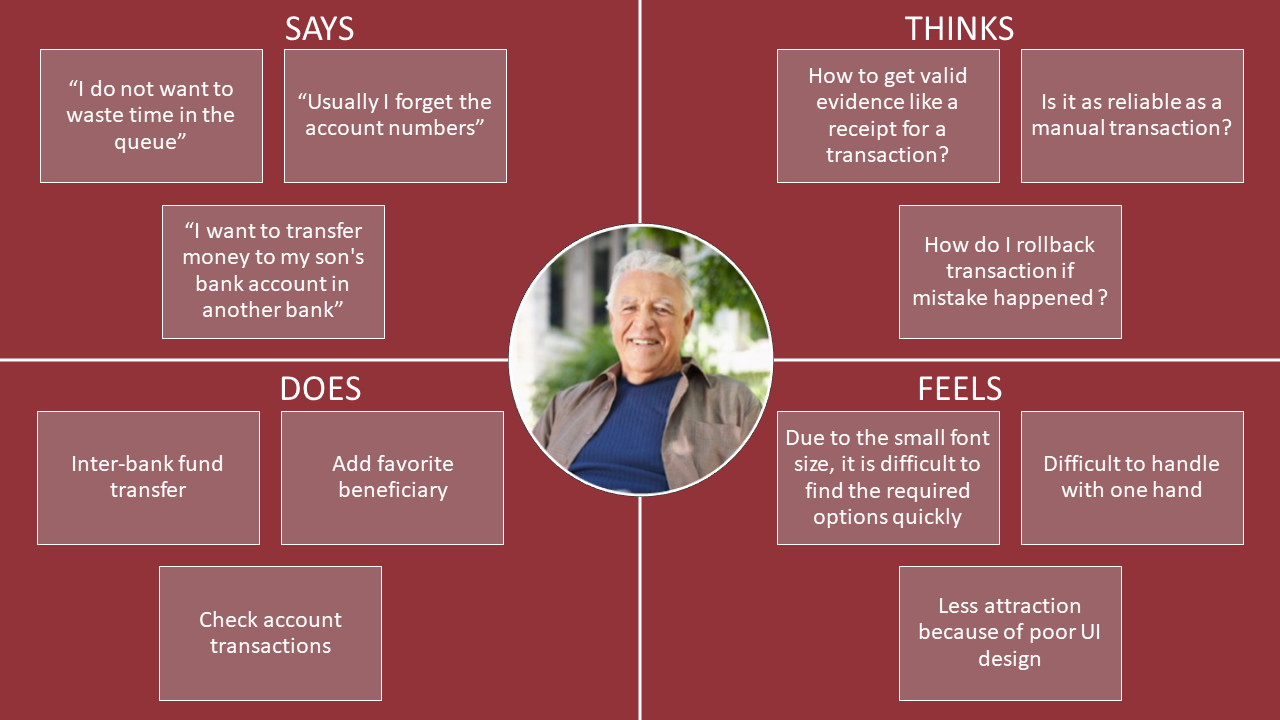 SAYS
“I do not want to
waste time in the
queue”
“Usually I forget the
account numbers”
“I want to transfer
money to my son's
bank account in
another bank”
THINKS
How to get valid
evidence like a
receipt for a
transaction?
Is it as reliable as a
manual transaction?
How do I rollback
transaction if
mistake happened ?
DOES
Inter-bank fund
transfer
Add favorite
beneficiary
Check account
transactions
FEELS
Due to the small font
size, it is difficult to
find the required
options quickly
Difficult to handle
with one hand
Less attraction
because of poor UI
design